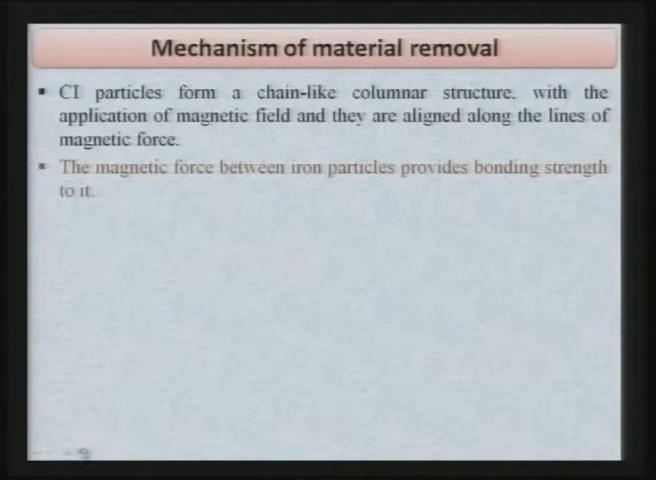 Mechanism of material removal
▪ CI particles form a chain-like columnar structure, with the
application of magnetic field and they are aligned along the lines of
magnetic force.
▪ The magnetic force between iron particles provides bonding strength
to it.